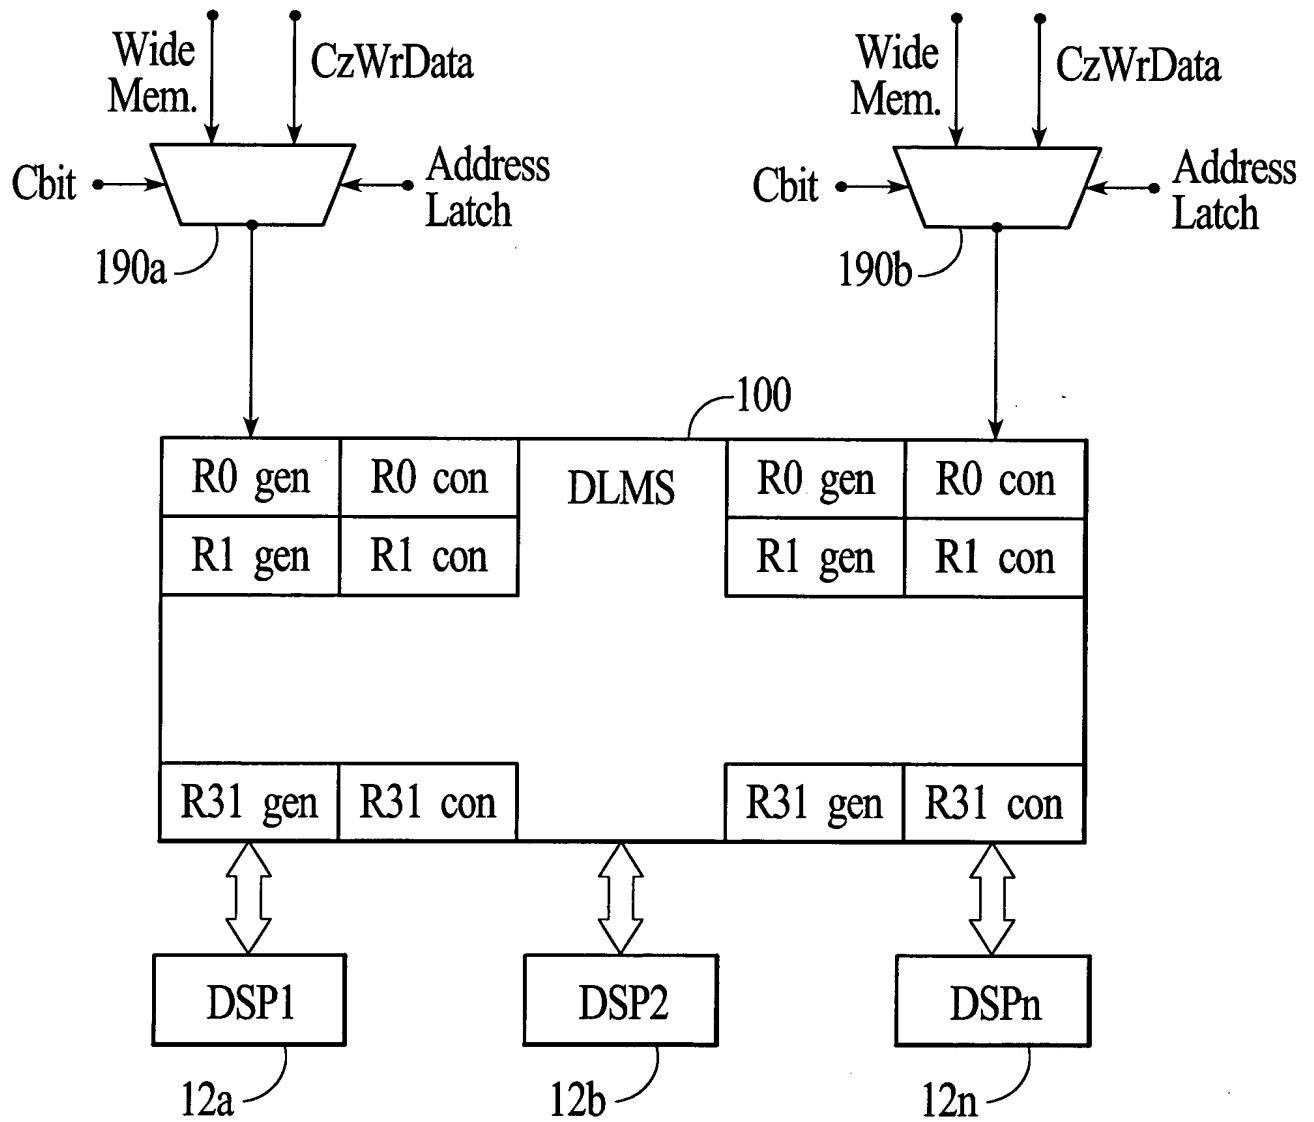 Wide
Mem.
CzWrData
Cbit
Address
Latch
190a
Wide
Mem.
CzWrData
Cbit
Address
Latch
190b
100
R0 gen
R0 con
DLMS
R0 gen
R0 con
R1 gen
R1 con
R1 gen
R1 con
R31 gen
R31 con
R31 gen
R31 con
DSP1
DSP2
DSPn
12a
12b
12n